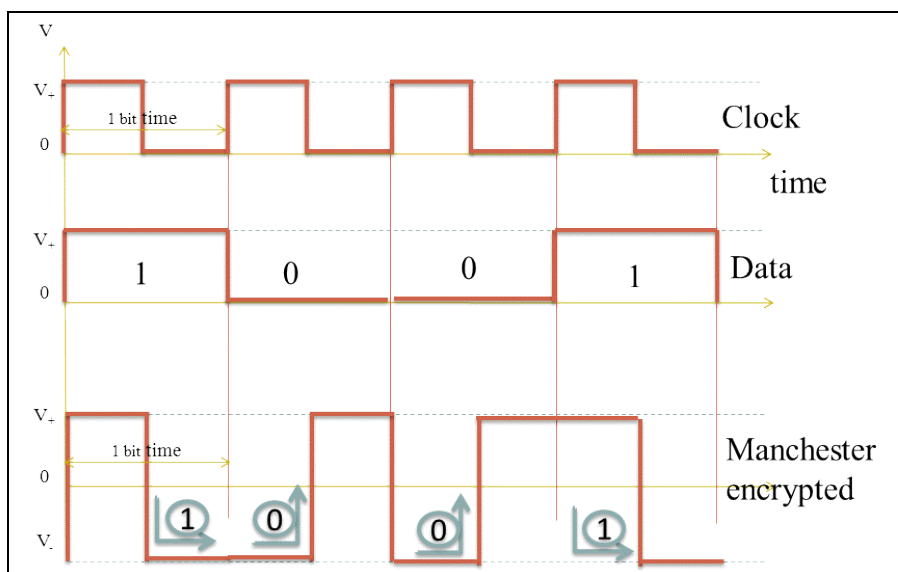 V
V+
1 bit time
0
Clock
time
V+
1 0 0 1
Data
0
V+
1 bit time
Manchester
encrypted
0
1 0 0 1
V-